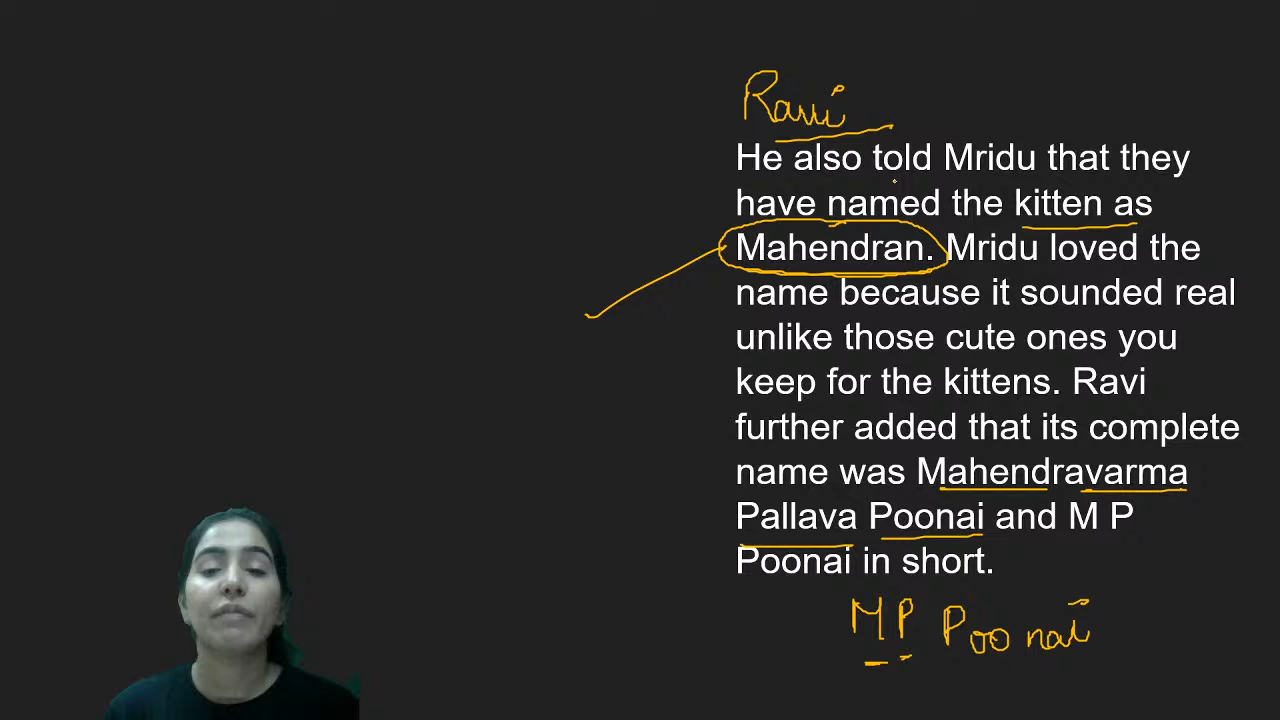 Ravi
He also told Mridu that they
have named the kitten as
Mahendran. Mridu loved the
name because it sounded real
unlike those cute ones you
keep for the kittens. Ravi
further added that its complete
name was Mahendravarma
Pallava Poonai and M P
Poonai in short.
M P Poonai